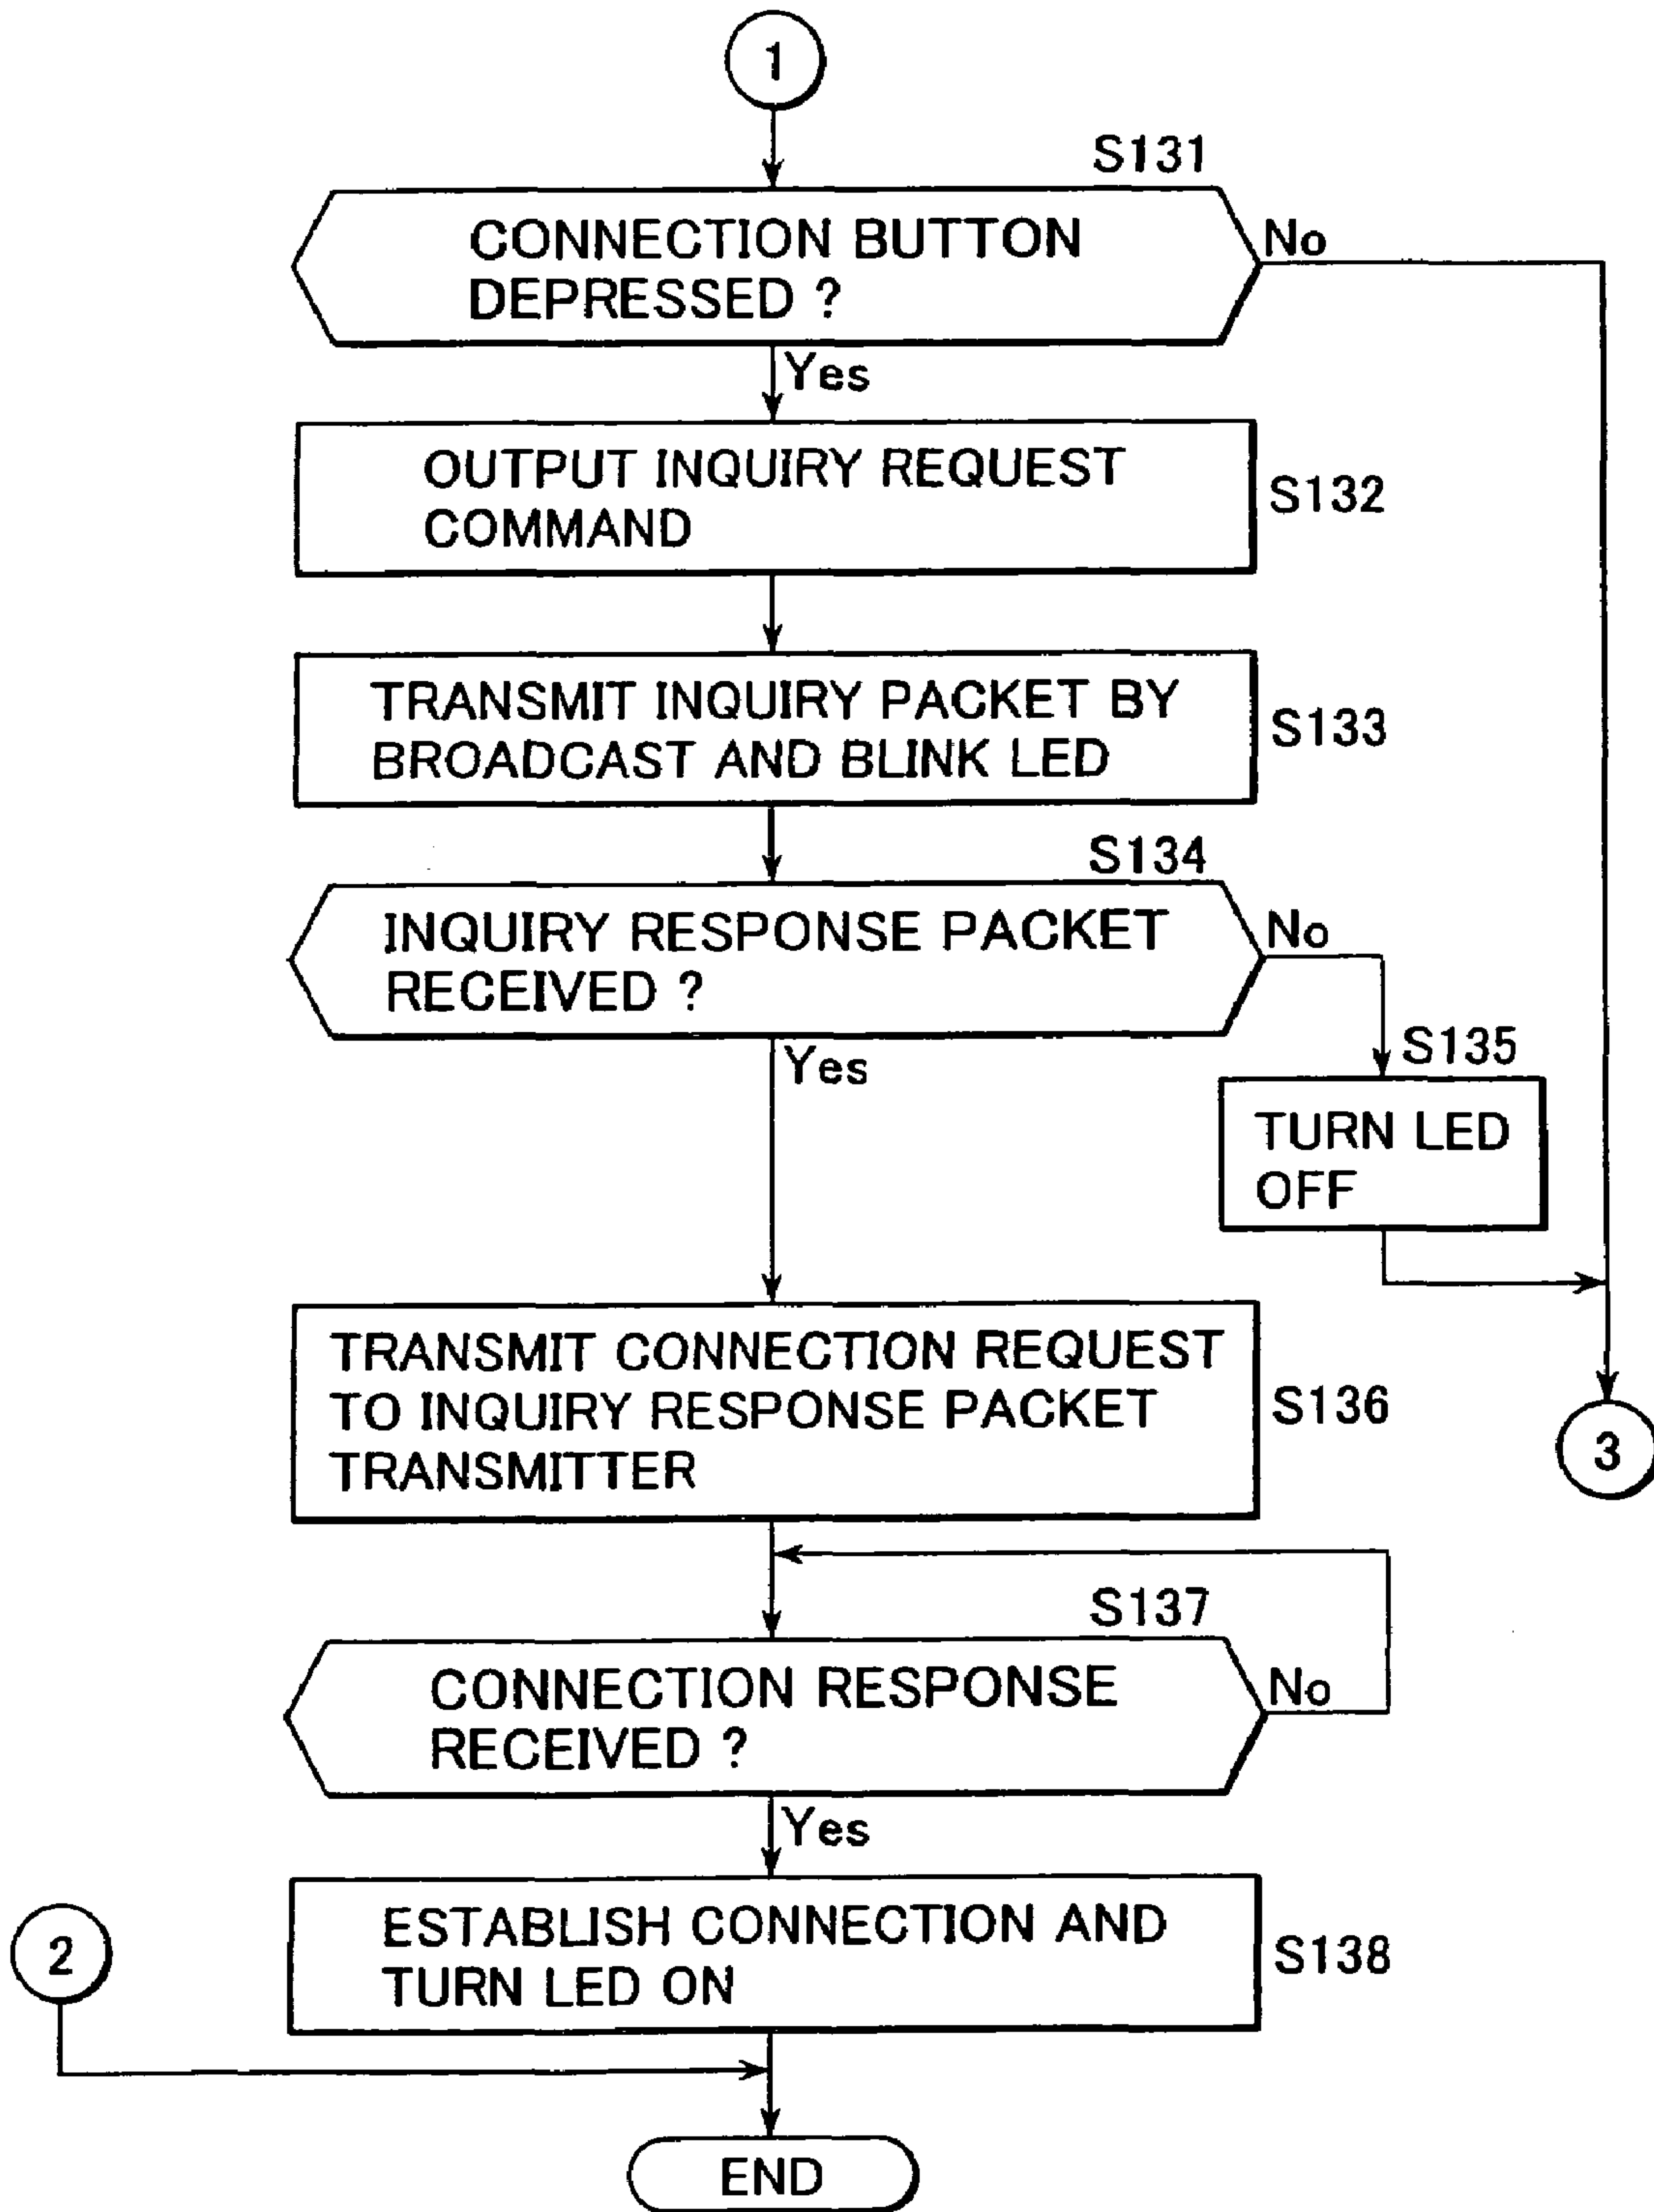 1
S131
CONNECTION BUTTON
DEPRESSED ?
No
Yes
OUTPUT INQUIRY REQUEST
COMMAND
S132
TRANSMIT INQUIRY PACKET BY
BROADCAST AND BLINK LED
S133
S134
INQUIRY RESPONSE PACKET
RECEIVED ?
No
Yes
S135
TURN LED
OFF
TRANSMIT CONNECTION REQUEST
TO INQUIRY RESPONSE PACKET
TRANSMITTER
S136
3
S137
CONNECTION RESPONSE
RECEIVED ?
No
Yes
ESTABLISH CONNECTION AND
TURN LED ON
S138
2
END